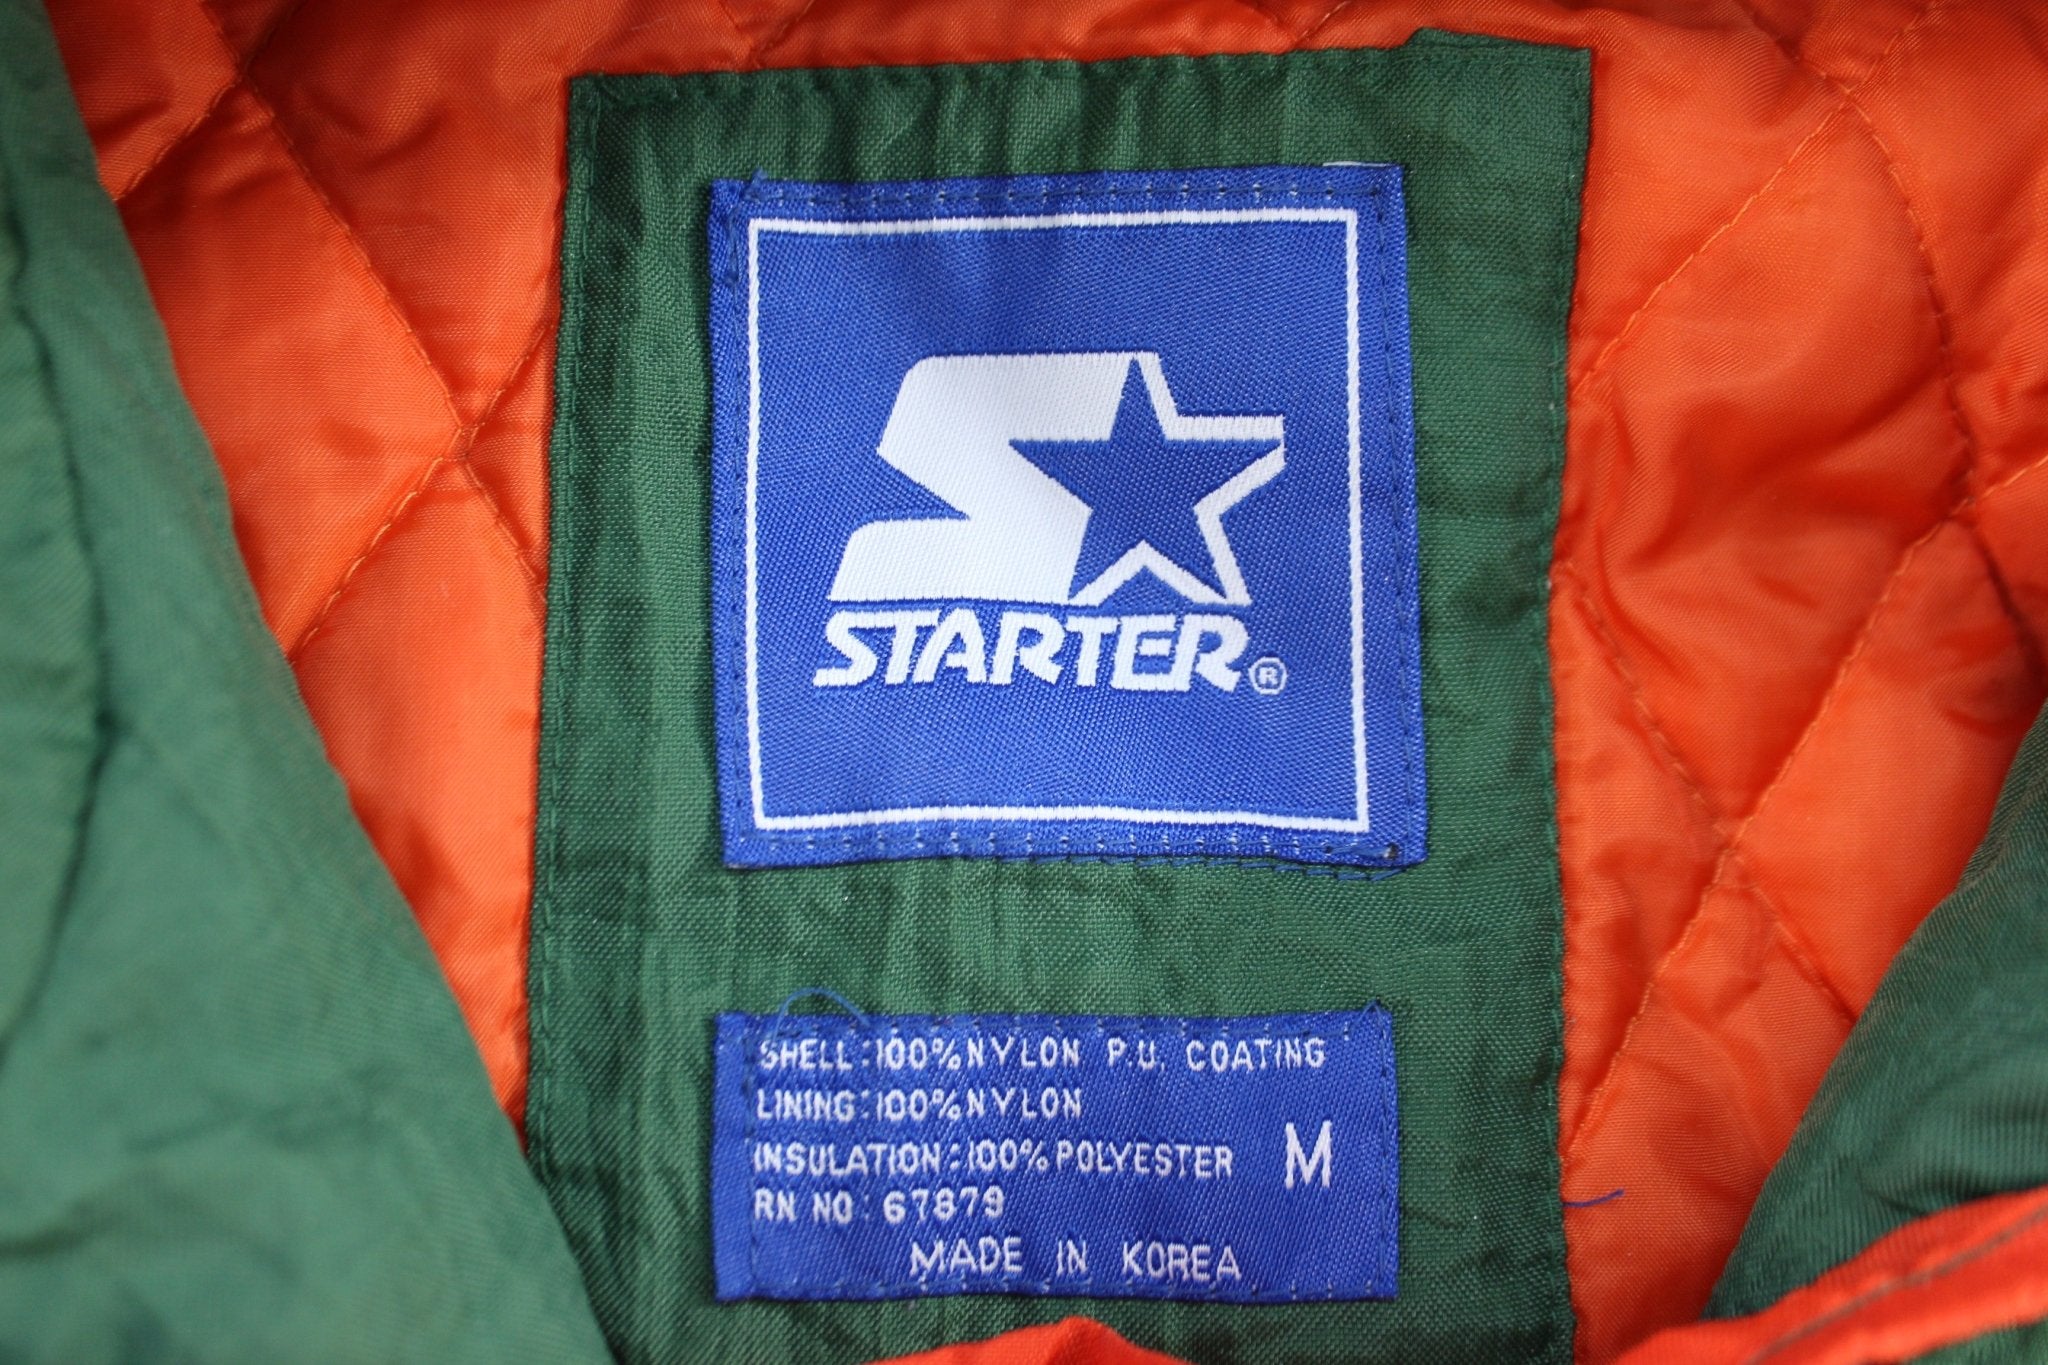 STARTER®
SHELL:100%NYLON P.U. COATING
LINING:100%NYLON
INSULATION:100%POLYESTER
M
RN NO:67879
MADE IN KOREA